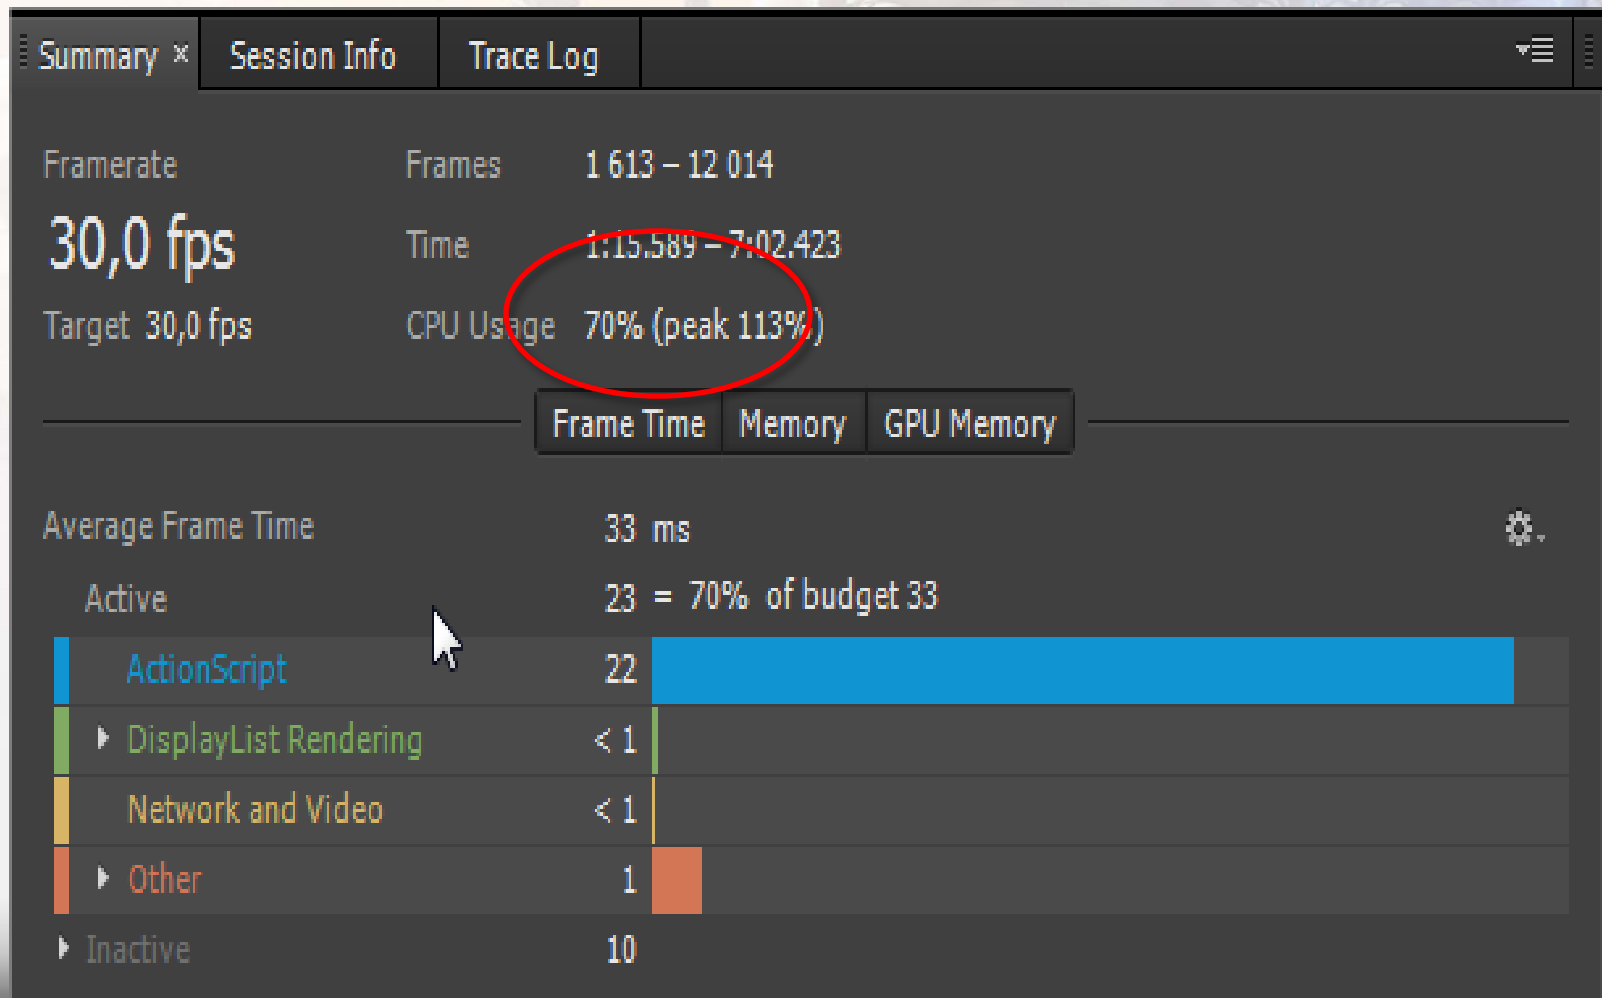 Summary × Session Info Trace Log
Framerate Frames 1 613 – 12 014
30,0 fps Time 1:15.589 – 7:02.423
Target 30,0 fps CPU Usage 70% (peak 113%)
Frame Time Memory GPU Memory
Average Frame Time 33 ms
Active 23 = 70% of budget 33
ActionScript 22
DisplayList Rendering < 1
Network and Video < 1
Other 1
Inactive 10